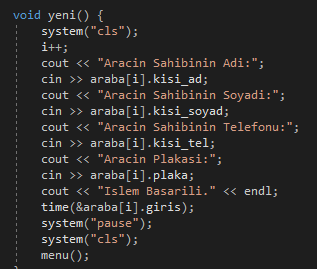 void yeni() {
system("cls");
i++;
cout << "Aracin Sahibinin Adi:";
cin >> araba[i].kisi_ad;
cout << "Aracin Sahibinin Soyadi:";
cin >> araba[i].kisi_soyad;
cout << "Aracin Sahibinin Telefonu:";
cin >> araba[i].kisi_tel;
cout << "Aracin Plakasi:";
cin >> araba[i].plaka;
cout << "Islem Basarili." << endl;
time(&araba[i].giris);
system("pause");
system("cls");
menu();